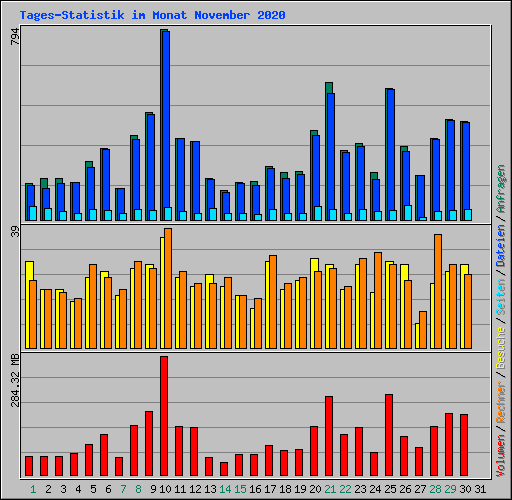 Tages-Statistik im Monat November 2020
794
39
284.32 MB
Volumen / Rechner / Besuche / Seiten / Dateien / Anfragen
1 2 3 4 5 6 7 8 9 10 11 12 13 14 15 16 17 18 19 20 21 22 23 24 25 26 27 28 29 30 31